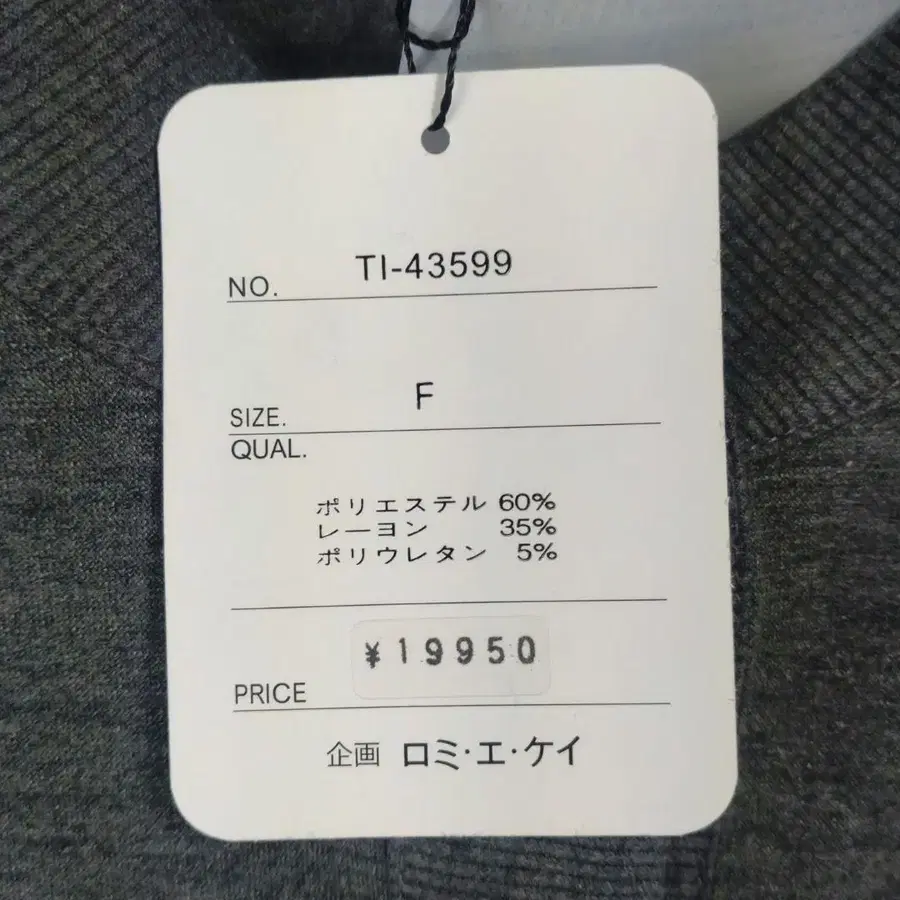 NO. TI-43599
SIZE. F
QUAL.
ポリエステル 60%
レーヨン 35%
ポリウレタン 5%
¥19950
PRICE
企画 ロミ・エ・ケイ